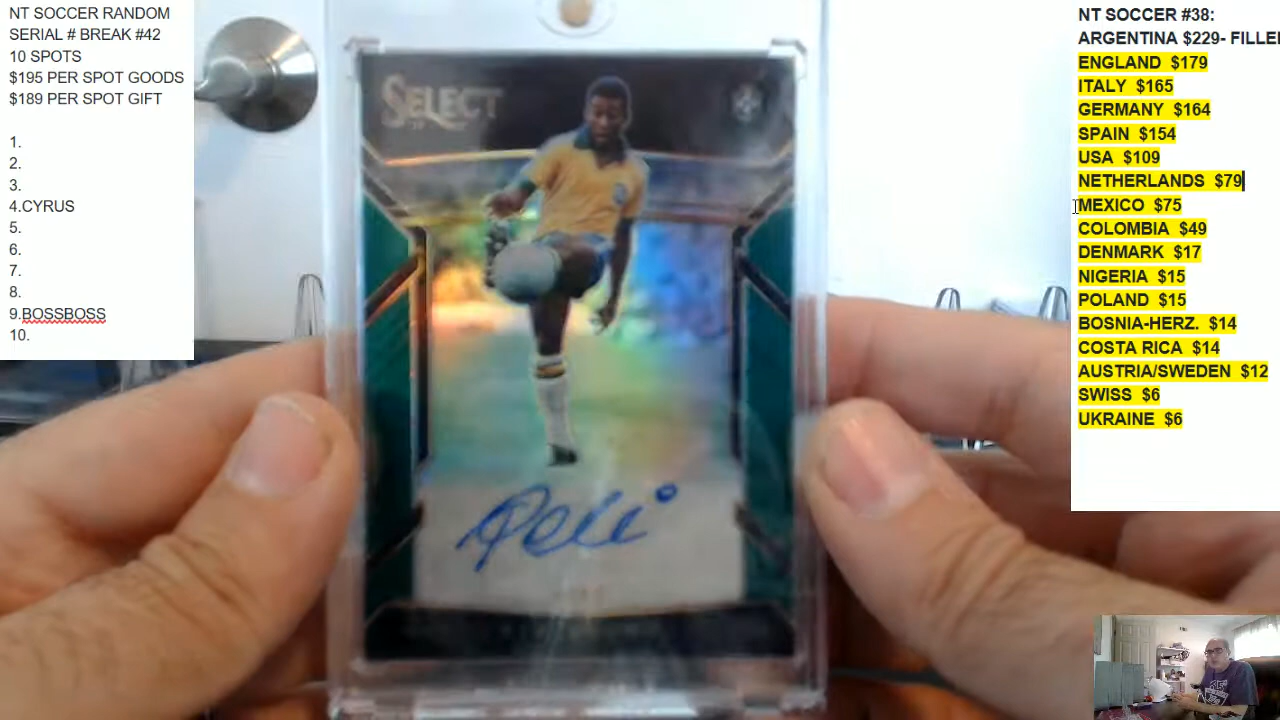 NT SOCCER RANDOM
SERIAL # BREAK #42
10 SPOTS
$195 PER SPOT GOODS
$189 PER SPOT GIFT
1.
2.
3.
4.CYRUS
5.
6.
7.
8.
9.BOSSBOSS
10.
SELECT
Pelé
NT SOCCER #38:
ARGENTINA $229- FILLE
ENGLAND $179
ITALY $165
GERMANY $164
SPAIN $154
USA $109
NETHERLANDS $79
MEXICO $75
COLOMBIA $49
DENMARK $17
NIGERIA $15
POLAND $15
BOSNIA-HERZ. $14
COSTA RICA $14
AUSTRIA/SWEDEN $12
SWISS $6
UKRAINE $6